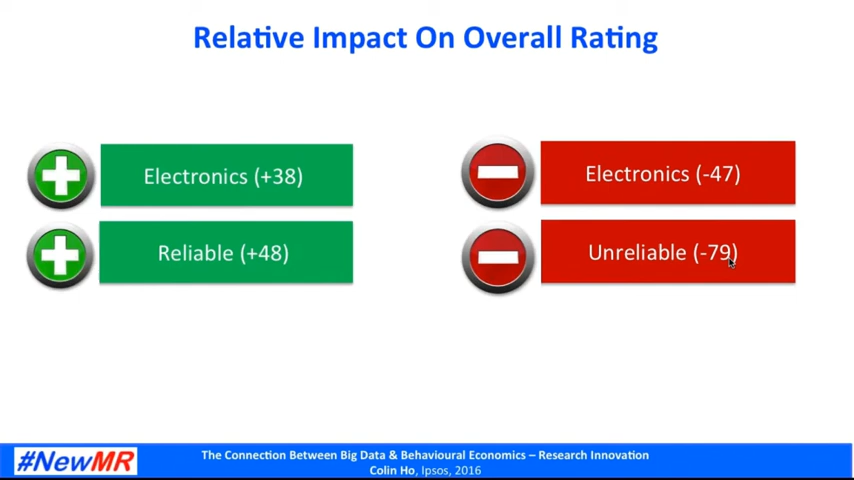 Relative Impact On Overall Rating
Electronics (+38)
Electronics (-47)
Reliable (+48)
Unreliable (-79)
#NewMR
The Connection Between Big Data & Behavioural Economics – Research Innovation
Colin Ho, Ipsos, 2016